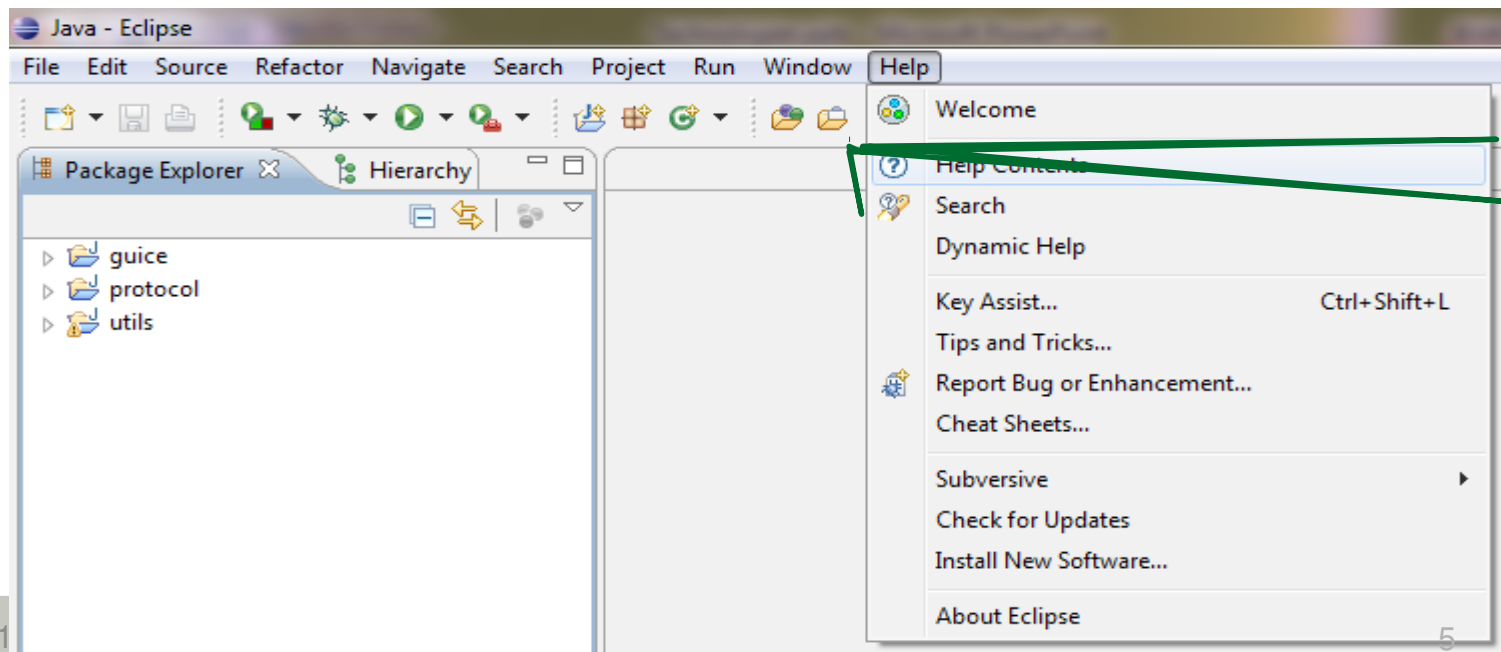 Java - Eclipse
File Edit Source Refactor Navigate Search Project Run Window Help
Welcome
Package Explorer Hierarchy
Help Contents
Search
Dynamic Help
guice
protocol
utils
Key Assist... Ctrl+Shift+L
Tips and Tricks...
Report Bug or Enhancement...
Cheat Sheets...
Subversive
Check for Updates
Install New Software...
About Eclipse
1
5